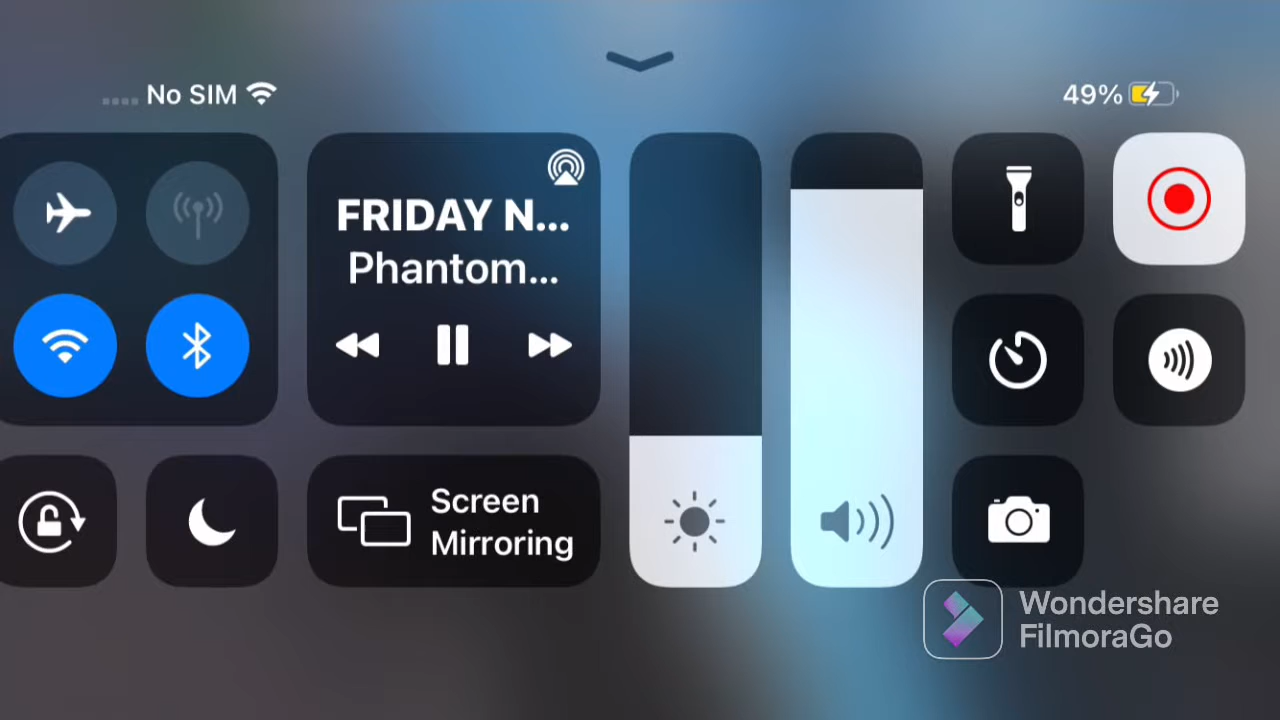 No SIM
49%
FRIDAY N...
Phantom...
Screen
Mirroring
Wondershare
FilmoraGo